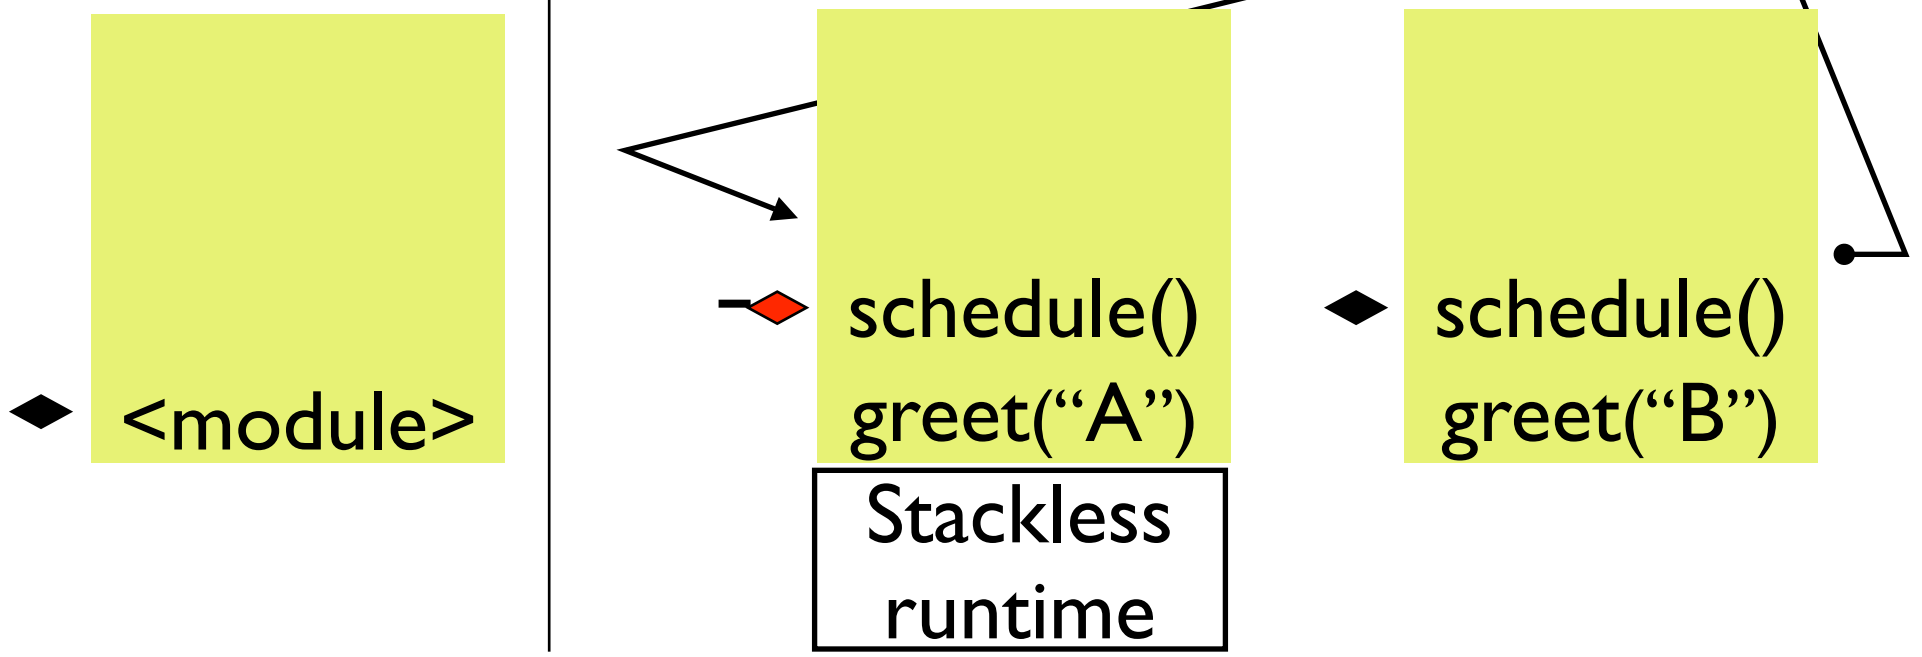 <module>
schedule()
greet(“A”)
Stackless
runtime
schedule()
greet(“B”)